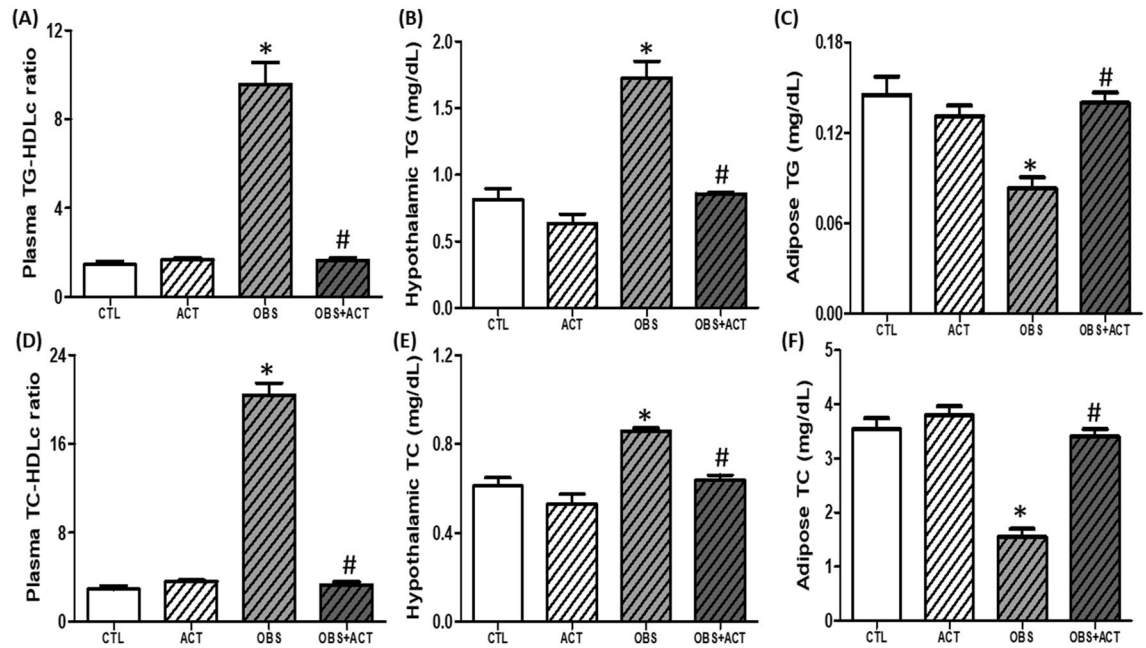 (A)
Plasma TG-HDLc ratio
12
8
4
0
*
#
CTL ACT OBS OBS+ACT
(B)
Hypothalamic TG (mg/dL)
2.0
1.5
1.0
0.5
0.0
*
#
CTL ACT OBS OBS+ACT
(C)
Adipose TG (mg/dL)
0.18
0.12
0.06
0.00
*
#
CTL ACT OBS OBS+ACT
(D)
Plasma TC-HDLc ratio
24
16
8
0
*
#
CTL ACT OBS OBS+ACT
(E)
Hypothalamic TC (mg/dL)
1.2
0.8
0.4
0.0
*
#
CTL ACT OBS OBS+ACT
(F)
Adipose TC (mg/dL)
5
4
3
2
1
0
*
#
CTL ACT OBS OBS+ACT